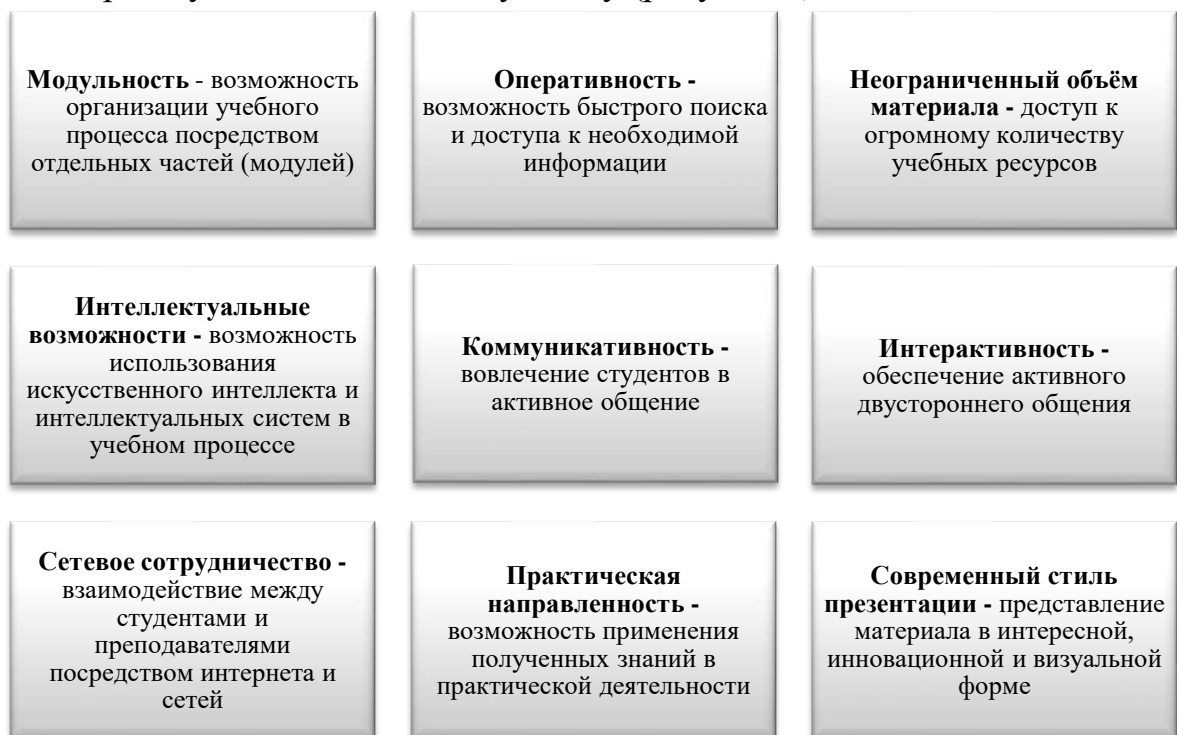 Модульность - возможность
организации учебного
процесса посредством
отдельных частей (модулей)
Оперативность -
возможность быстрого поиска
и доступа к необходимой
информации
Неограниченный объём
материала - доступ к
огромному количеству
учебных ресурсов
Интеллектуальные
возможности - возможность
использования
искусственного интеллекта и
интеллектуальных систем в
учебном процессе
Коммуникативность -
вовлечение студентов в
активное общение
Интерактивность -
обеспечение активного
двустороннего общения
Сетевое сотрудничество -
взаимодействие между
студентами и
преподавателями
посредством интернета и
сетей
Практическая
направленность -
возможность применения
полученных знаний в
практической деятельности
Современный стиль
презентации - представление
материала в интересной,
инновационной и визуальной
форме